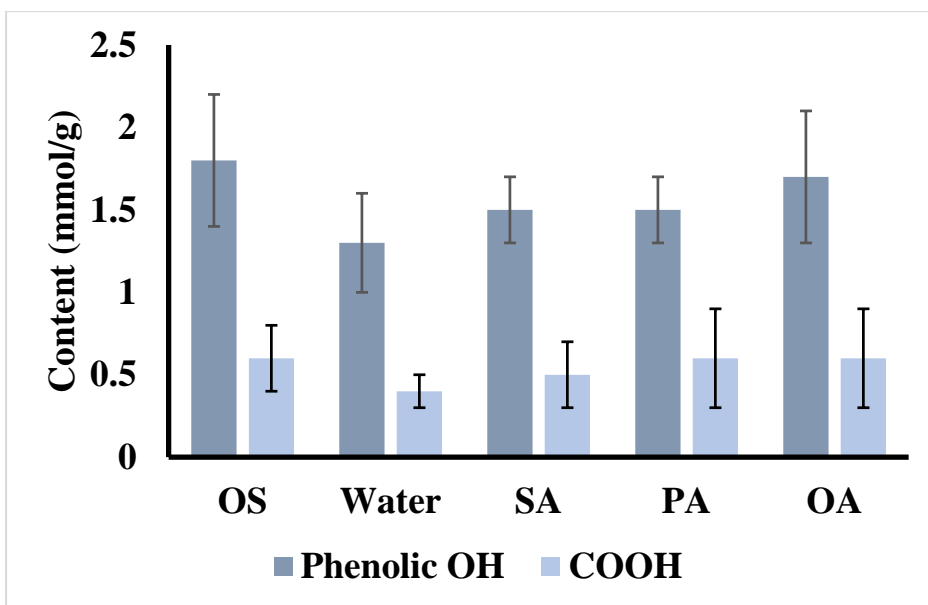 Content (mmol/g)
2.5
2
1.5
1
0.5
0
OS Water SA PA OA
Phenolic OH COOH